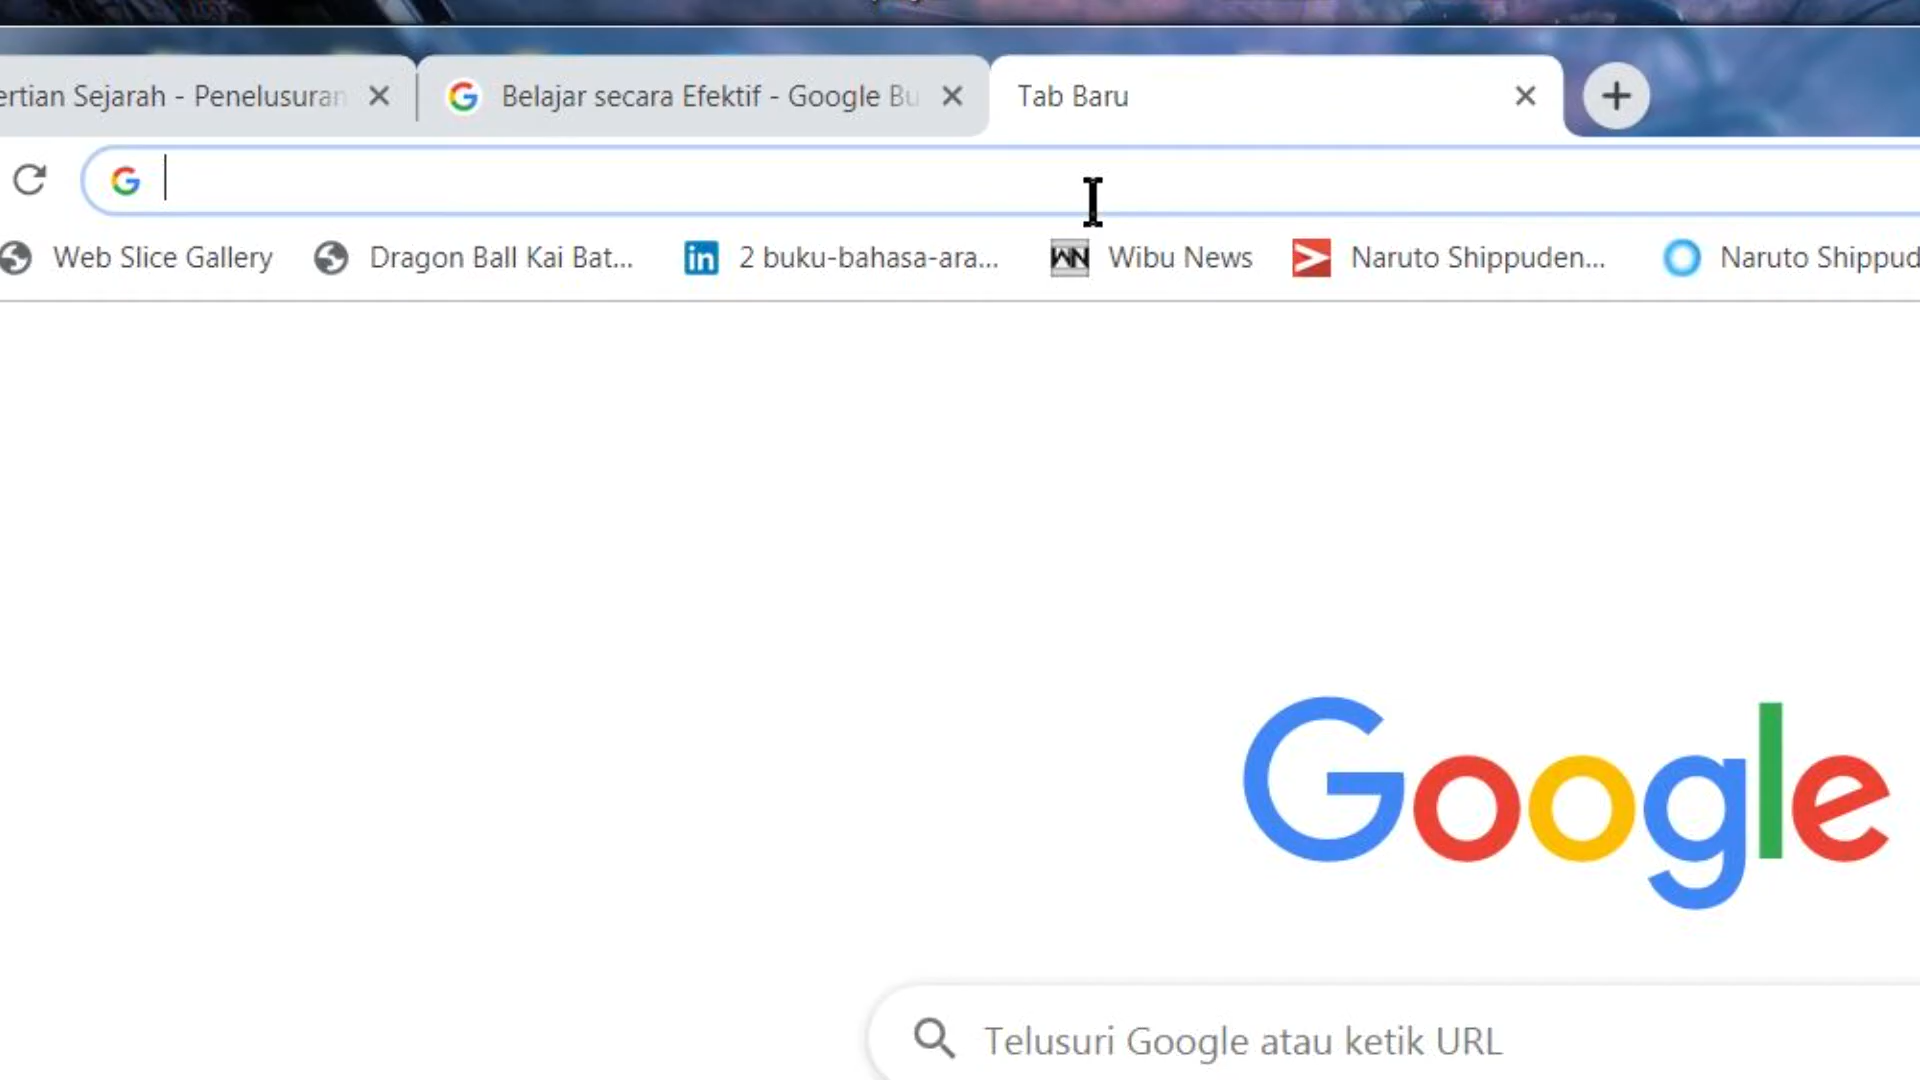 ertian Sejarah - Penelusuran
Belajar secara Efektif - Google Bu
Tab Baru
Web Slice Gallery
Dragon Ball Kai Bat...
2 buku-bahasa-ara...
Wibu News
Naruto Shippuden...
Naruto Shippud
Google
Telusuri Google atau ketik URL